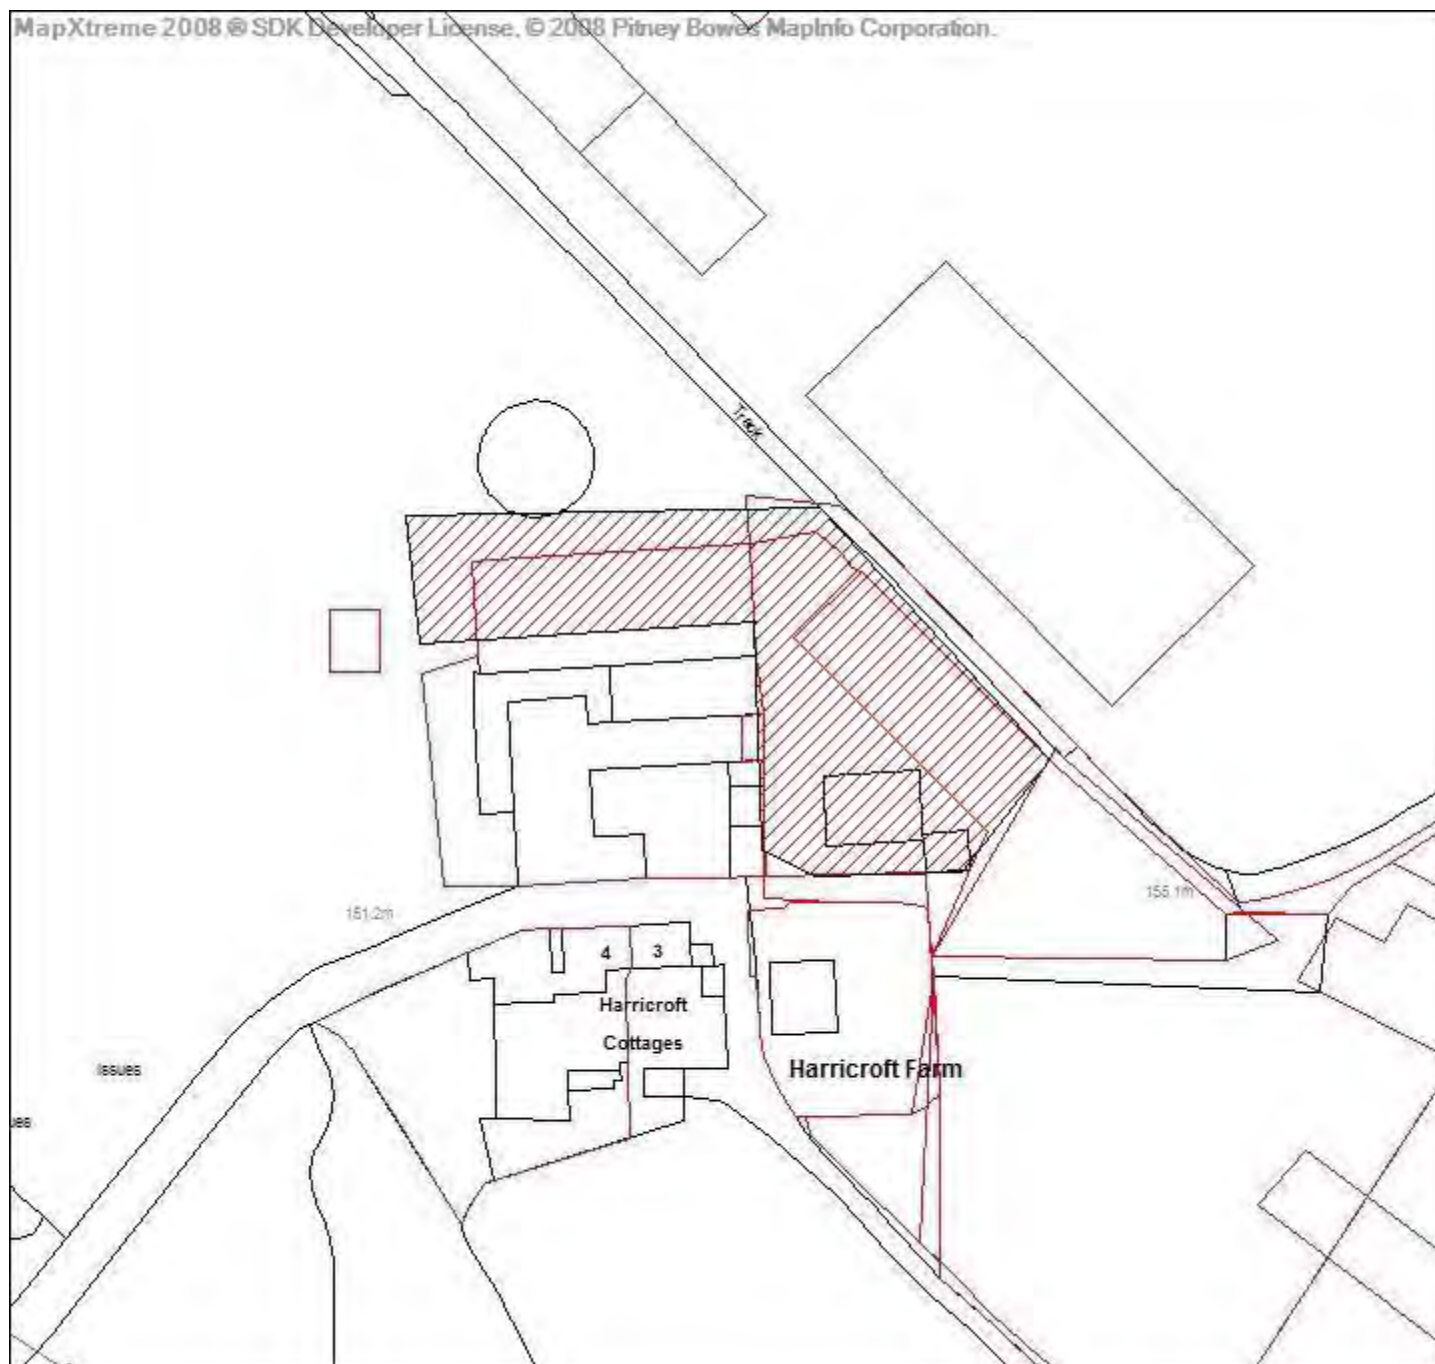 MapXtreme 2008 ® SDK Developer License, © 2008 Pitney Bowes MapInfo Corporation.
Track
151.2m
155.1m
4
3
Harricroft
Cottages
Harricroft Farm
Issues
ues